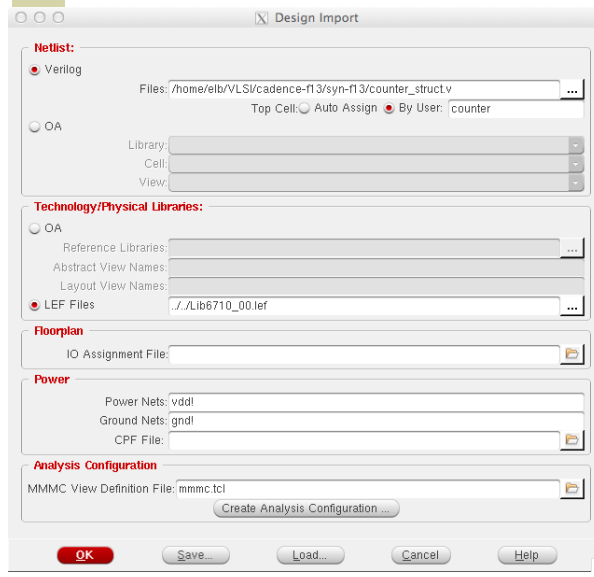 Design Import
Netlist:
Verilog
Files: /home/elb/VLSI/cadence-f13/syn-f13/counter_struct.v ...
Top Cell: Auto Assign By User: counter
OA
Library:
Cell:
View:
Technology/Physical Libraries:
OA
Reference Libraries: ...
Abstract View Names:
Layout View Names:
LEF Files ../../Lib6710_00.lef ...
Floorplan
IO Assignment File:
Power
Power Nets: vdd!
Ground Nets: gnd!
CPF File:
Analysis Configuration
MMMC View Definition File: mmmc.tcl
Create Analysis Configuration ...
OK Save... Load... Cancel Help